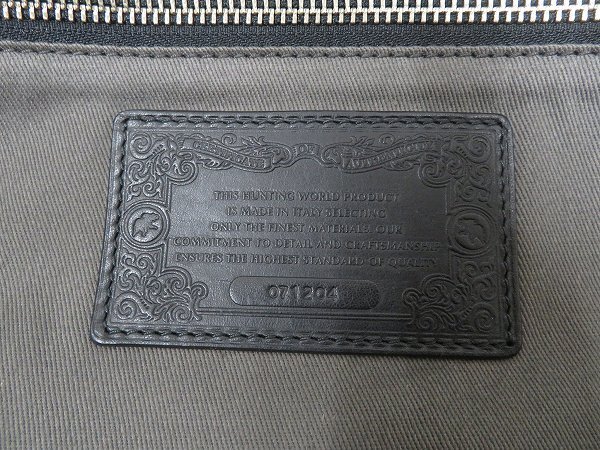 CERTIFICATE OF AUTHENTICITY
THIS HUNTING WORLD PRODUCT
IS MADE IN ITALY SELECTING
ONLY THE FINEST MATERIALS. OUR
COMMITMENT TO DETAIL AND CRAFTSMANSHIP
ENSURES THE HIGHEST STANDARD OF QUALITY
071204